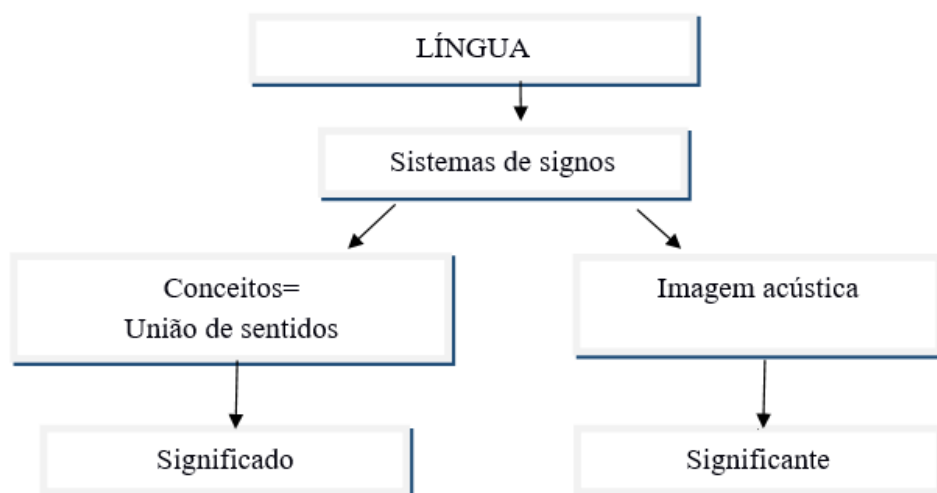 LÍNGUA
Sistemas de signos
Conceitos=
União de sentidos
Imagem acústica
Significado
Significante